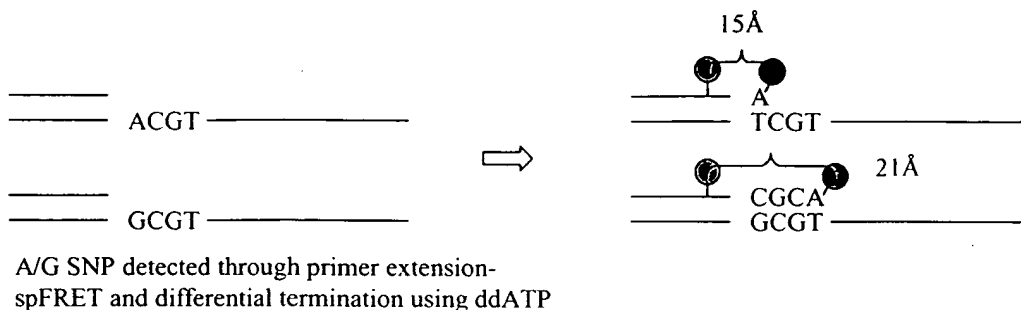 15Å
A
ACGT
TCGT
21Å
CGCA
GCGT
GCGT
A/G SNP detected through primer extension-
spFRET and differential termination using ddATP